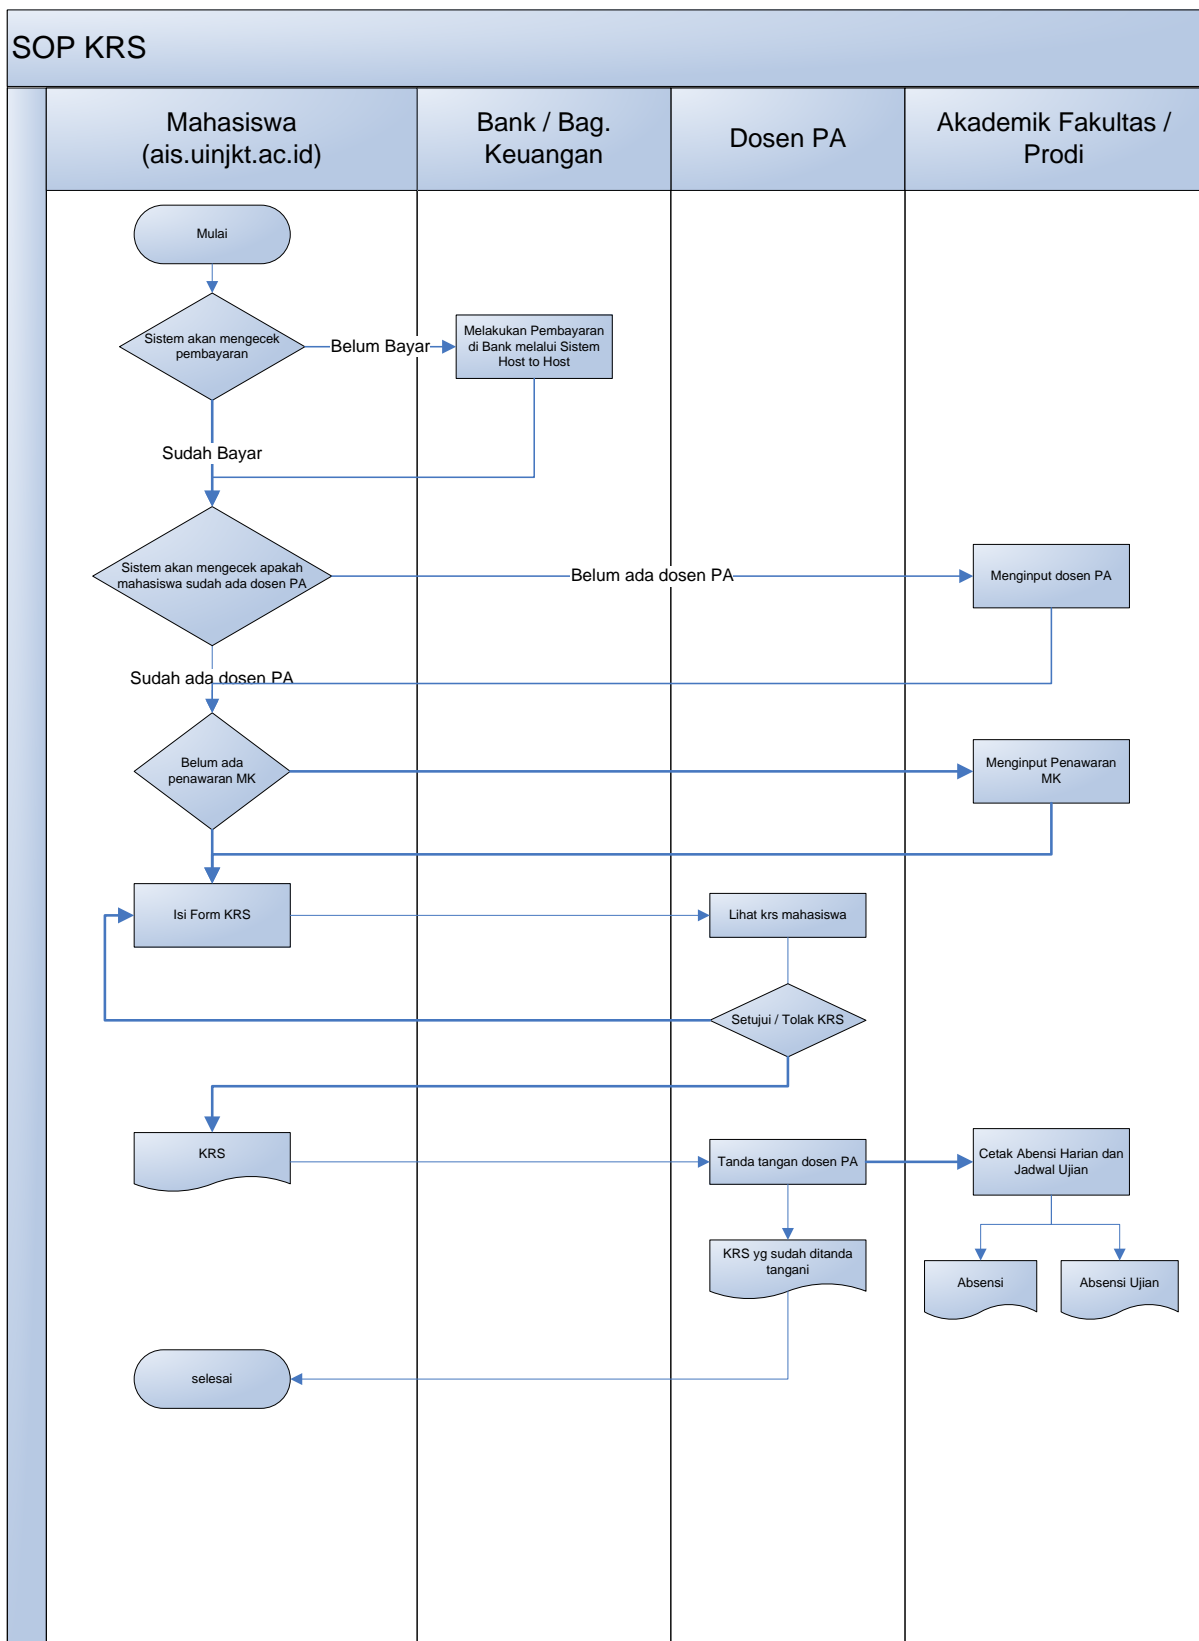 SOP KRS
Mahasiswa
(ais.uinjkt.ac.id)
Bank / Bag.
Keuangan
Dosen PA
Akademik Fakultas /
Prodi
Mulai
Sistem akan mengecek
pembayaran
Belum Bayar
Melakukan Pembayaran
di Bank melalui Sistem
Host to Host
Sudah Bayar
Sistem akan mengecek apakah
mahasiswa sudah ada dosen PA
Belum ada dosen PA
Menginput dosen PA
Sudah ada dosen PA
Belum ada
penawaran MK
Menginput Penawaran
MK
Isi Form KRS
Lihat krs mahasiswa
Setujui / Tolak KRS
KRS
Tanda tangan dosen PA
Cetak Abensi Harian dan
Jadwal Ujian
KRS yg sudah ditanda
tangani
Absensi
Absensi Ujian
selesai